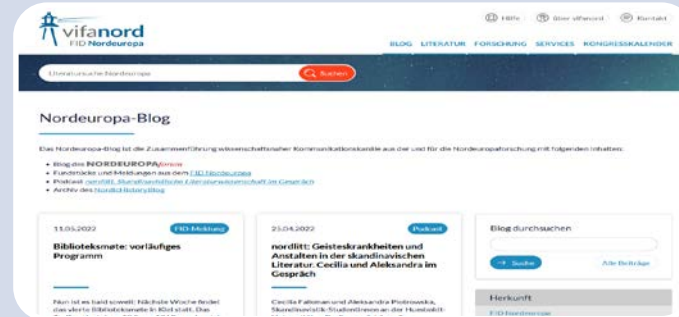 vifanord
FID Nordeuropa
Hilfe
über vifanord
Kontakt
BLOG LITERATUR FORSCHUNG SERVICES KONGRESSKALENDER
Literatursuche Nordeuropa
Suchen
Nordeuropa-Blog
Das Nordeuropa-Blog ist die Zusammenführung wissenschaftlicher Kommunikationskanäle aus der und für die Nordeuropaforschung mit folgenden Inhalten:
Blog des NORDEUROPAforum
Fundstücke und Meldungen aus dem FID Nordeuropa
Podcast nordlitt. Skandinavistische Literaturwissenschaft im Gespräch
Archiv des NordicHistoryBlog
11.05.2022 FID-Meldung
Biblioteksmøte: vorläufiges
Programm
Nun ist es bald soweit: Nächste Woche findet
das vierte Biblioteksmøte in Kiel statt. Das
25.04.2022 Podcast
nordlitt: Geisteskrankheiten und
Anstalten in der skandinavischen
Literatur. Cecilia und Aleksandra im
Gespräch
Cecilia Falkman and Aleksandra Piotrowska,
Skandinavistik-Studentinnen an der Humboldt-
Blog durchsuchen
Suche
Alle Beiträge
Herkunft
FID Nordeuropa